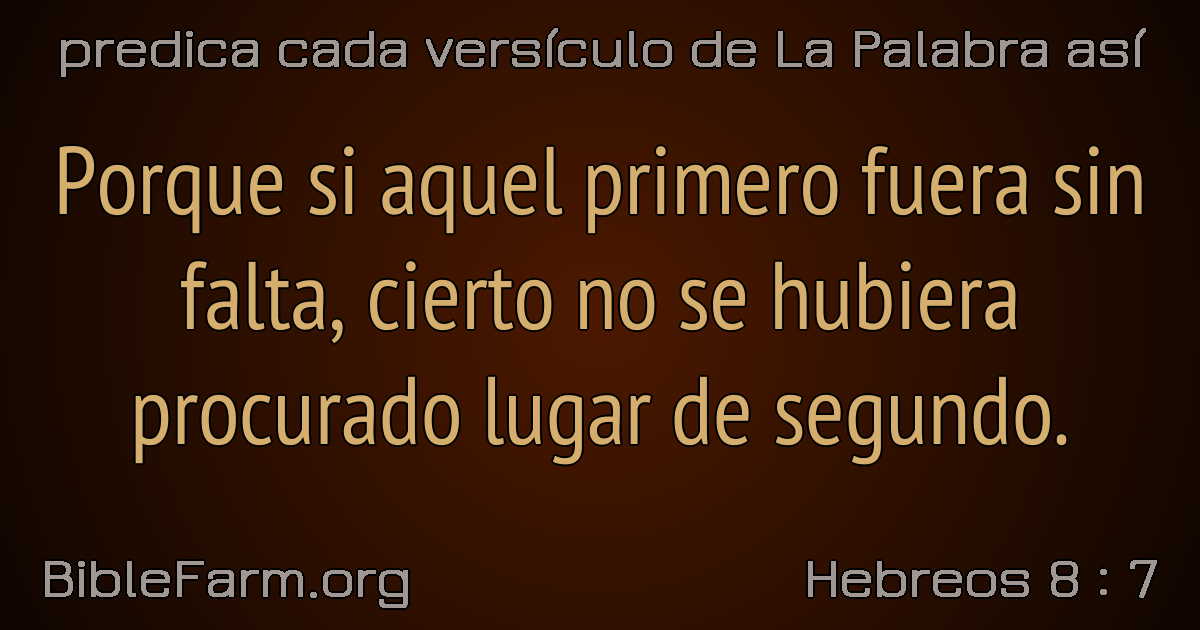 predica cada versículo de La Palabra así
Porque si aquel primero fuera sin
falta, cierto no se hubiera
procurado lugar de segundo.
BibleFarm.org
Hebreos 8 : 7